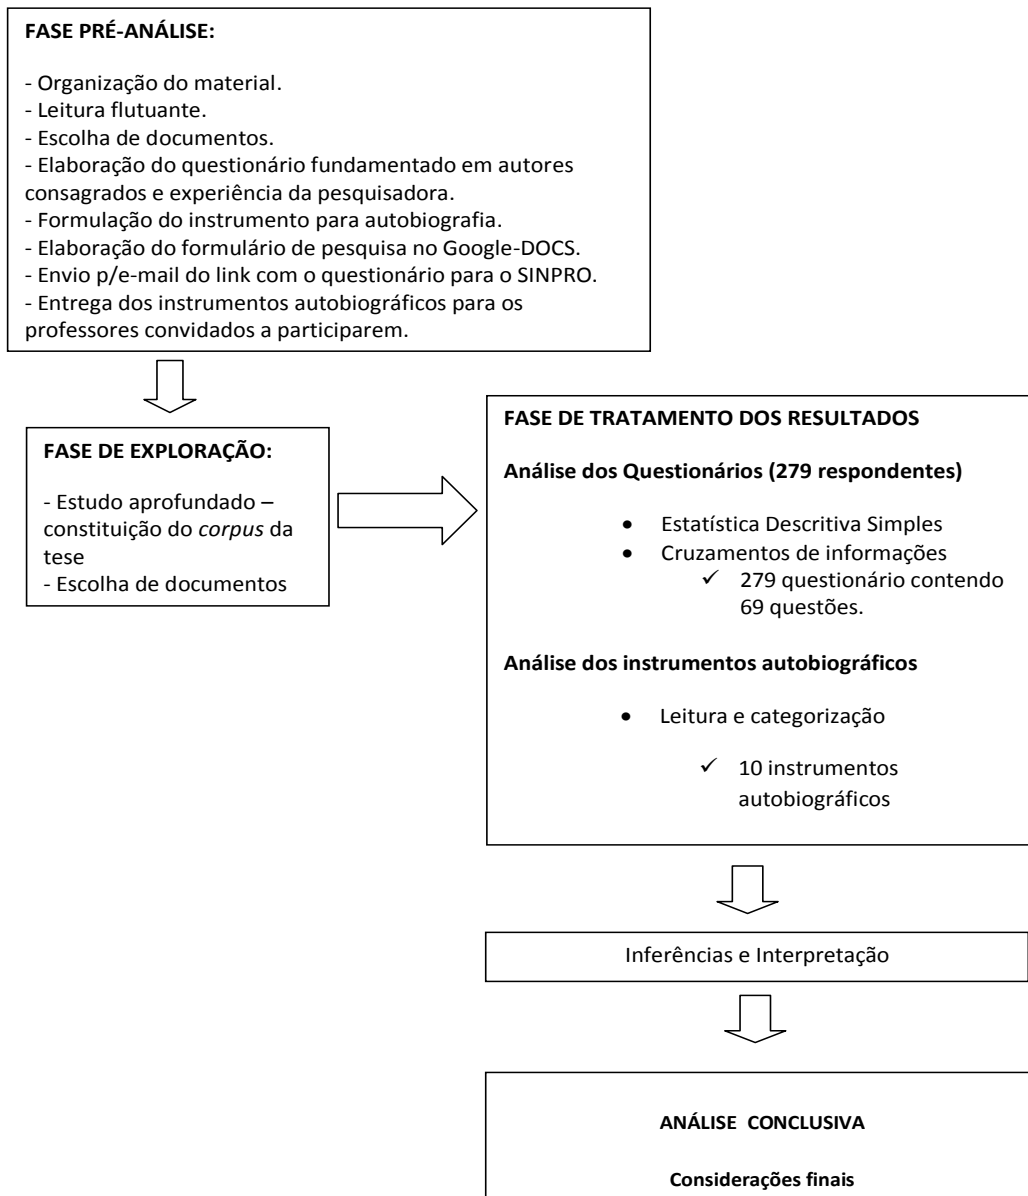 FASE PRÉ-ANÁLISE:
- Organização do material.
- Leitura flutuante.
- Escolha de documentos.
- Elaboração do questionário fundamentado em autores
consagrados e experiência da pesquisadora.
- Formulação do instrumento para autobiografia.
- Elaboração do formulário de pesquisa no Google-DOCS.
- Envio p/e-mail do link com o questionário para o SINPRO.
- Entrega dos instrumentos autobiográficos para os
professores convidados a participarem.
FASE DE EXPLORAÇÃO:
- Estudo aprofundado –
constituição do corpus da
tese
- Escolha de documentos
FASE DE TRATAMENTO DOS RESULTADOS
Análise dos Questionários (279 respondentes)
• Estatística Descritiva Simples
• Cruzamentos de informações
✓ 279 questionário contendo
69 questões.
Análise dos instrumentos autobiográficos
• Leitura e categorização
✓ 10 instrumentos
autobiográficos
Inferências e Interpretação
ANÁLISE CONCLUSIVA
Considerações finais